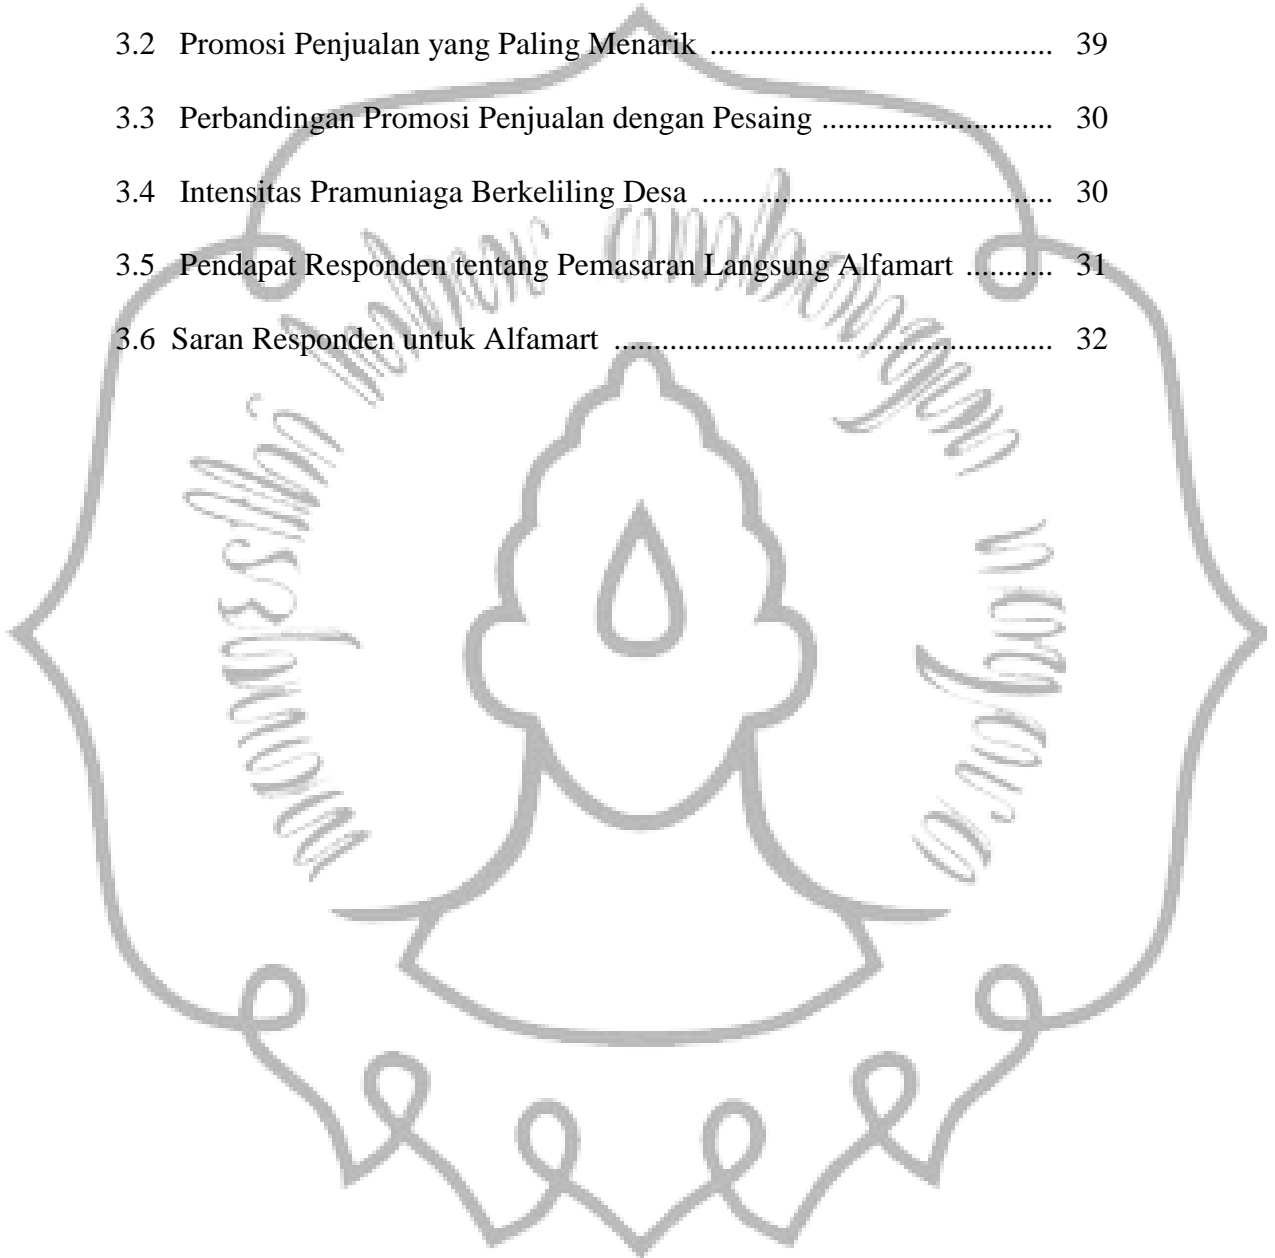 3.2 Promosi Penjualan yang Paling Menarik .................................... 39
3.3 Perbandingan Promosi Penjualan dengan Pesaing ........................ 30
3.4 Intensitas Pramuniaga Berkeliling Desa ..................................... 30
3.5 Pendapat Responden tentang Pemasaran Langsung Alfamart .......... 31
3.6 Saran Responden untuk Alfamart .............................................. 32
ambangun nagara